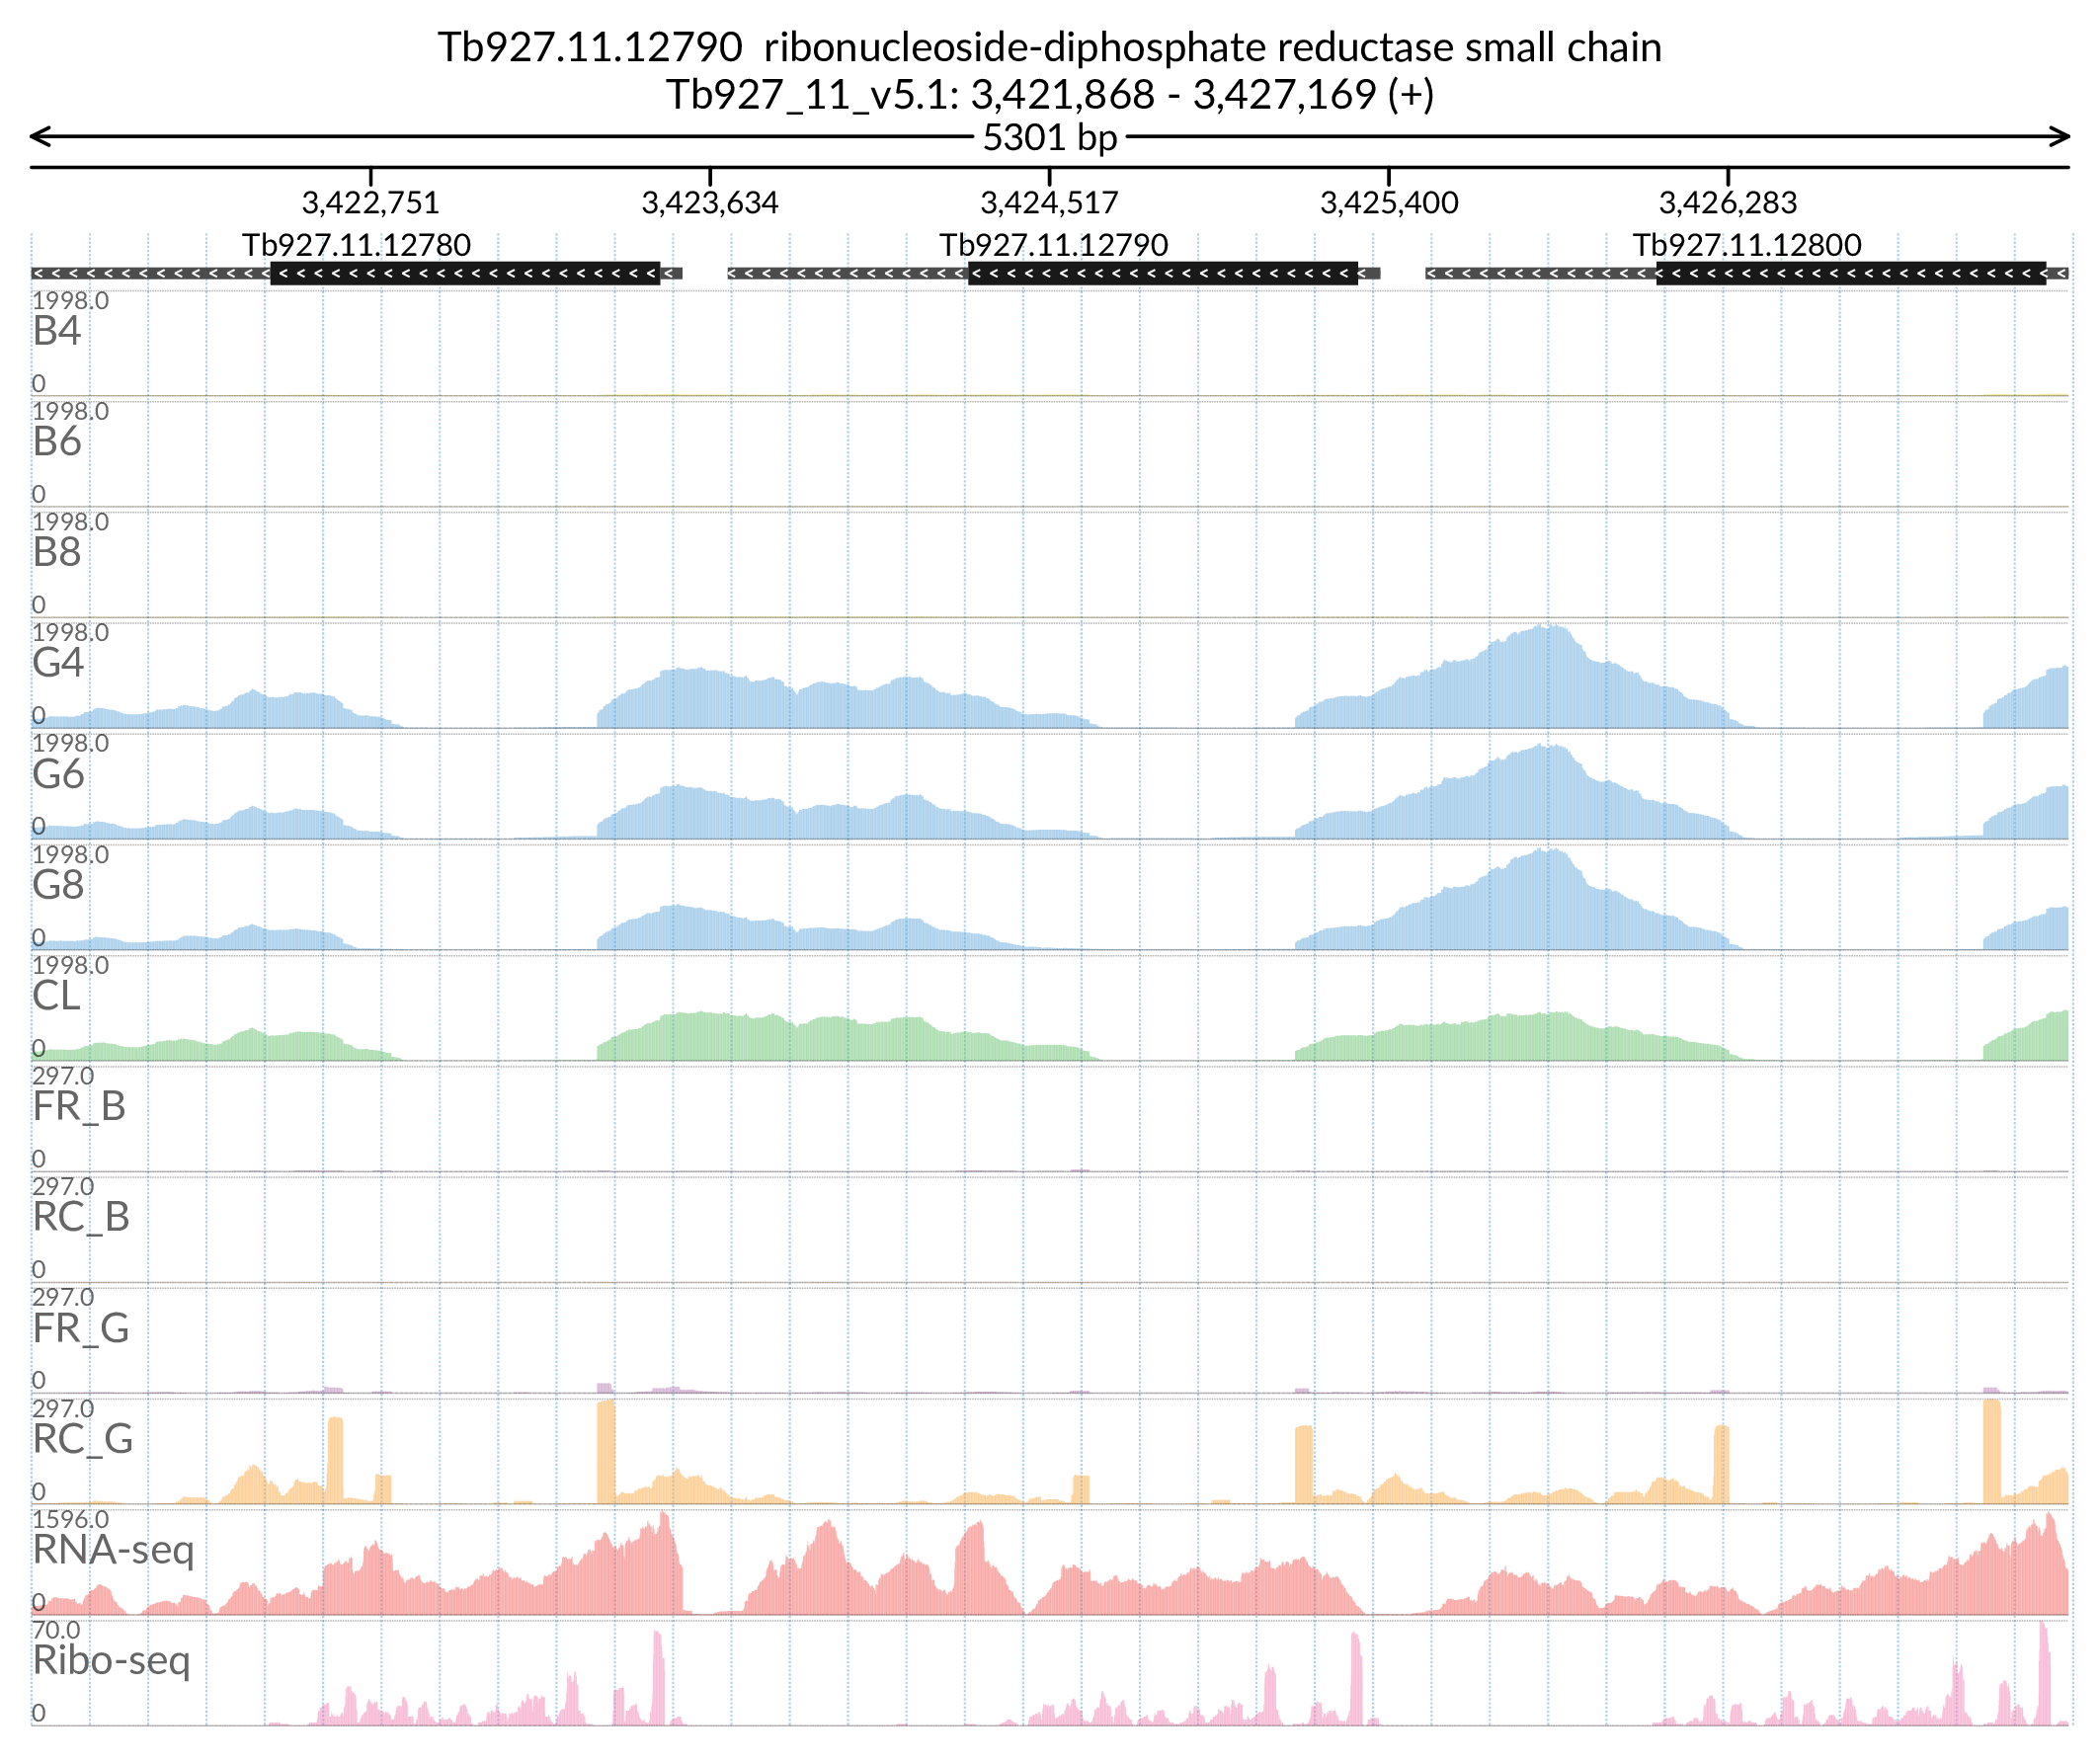 Tb927.11.12790 ribonucleoside-diphosphate reductase small chain
Tb927_11_v5.1: 3,421,868 - 3,427,169 (+)
5301 bp
3,422,751 3,423,634 3,424,517 3,425,400 3,426,283
Tb927.11.12780 Tb927.11.12790 Tb927.11.12800
1998.0
B4
0
1998.0
B6
0
1998.0
B8
0
1998.0
G4
0
1998.0
G6
0
1998.0
G8
0
1998.0
CL
0
297.0
FR_B
0
297.0
RC_B
0
297.0
FR_G
0
297.0
RC_G
0
1596.0
RNA-seq
0
70.0
Ribo-seq
0